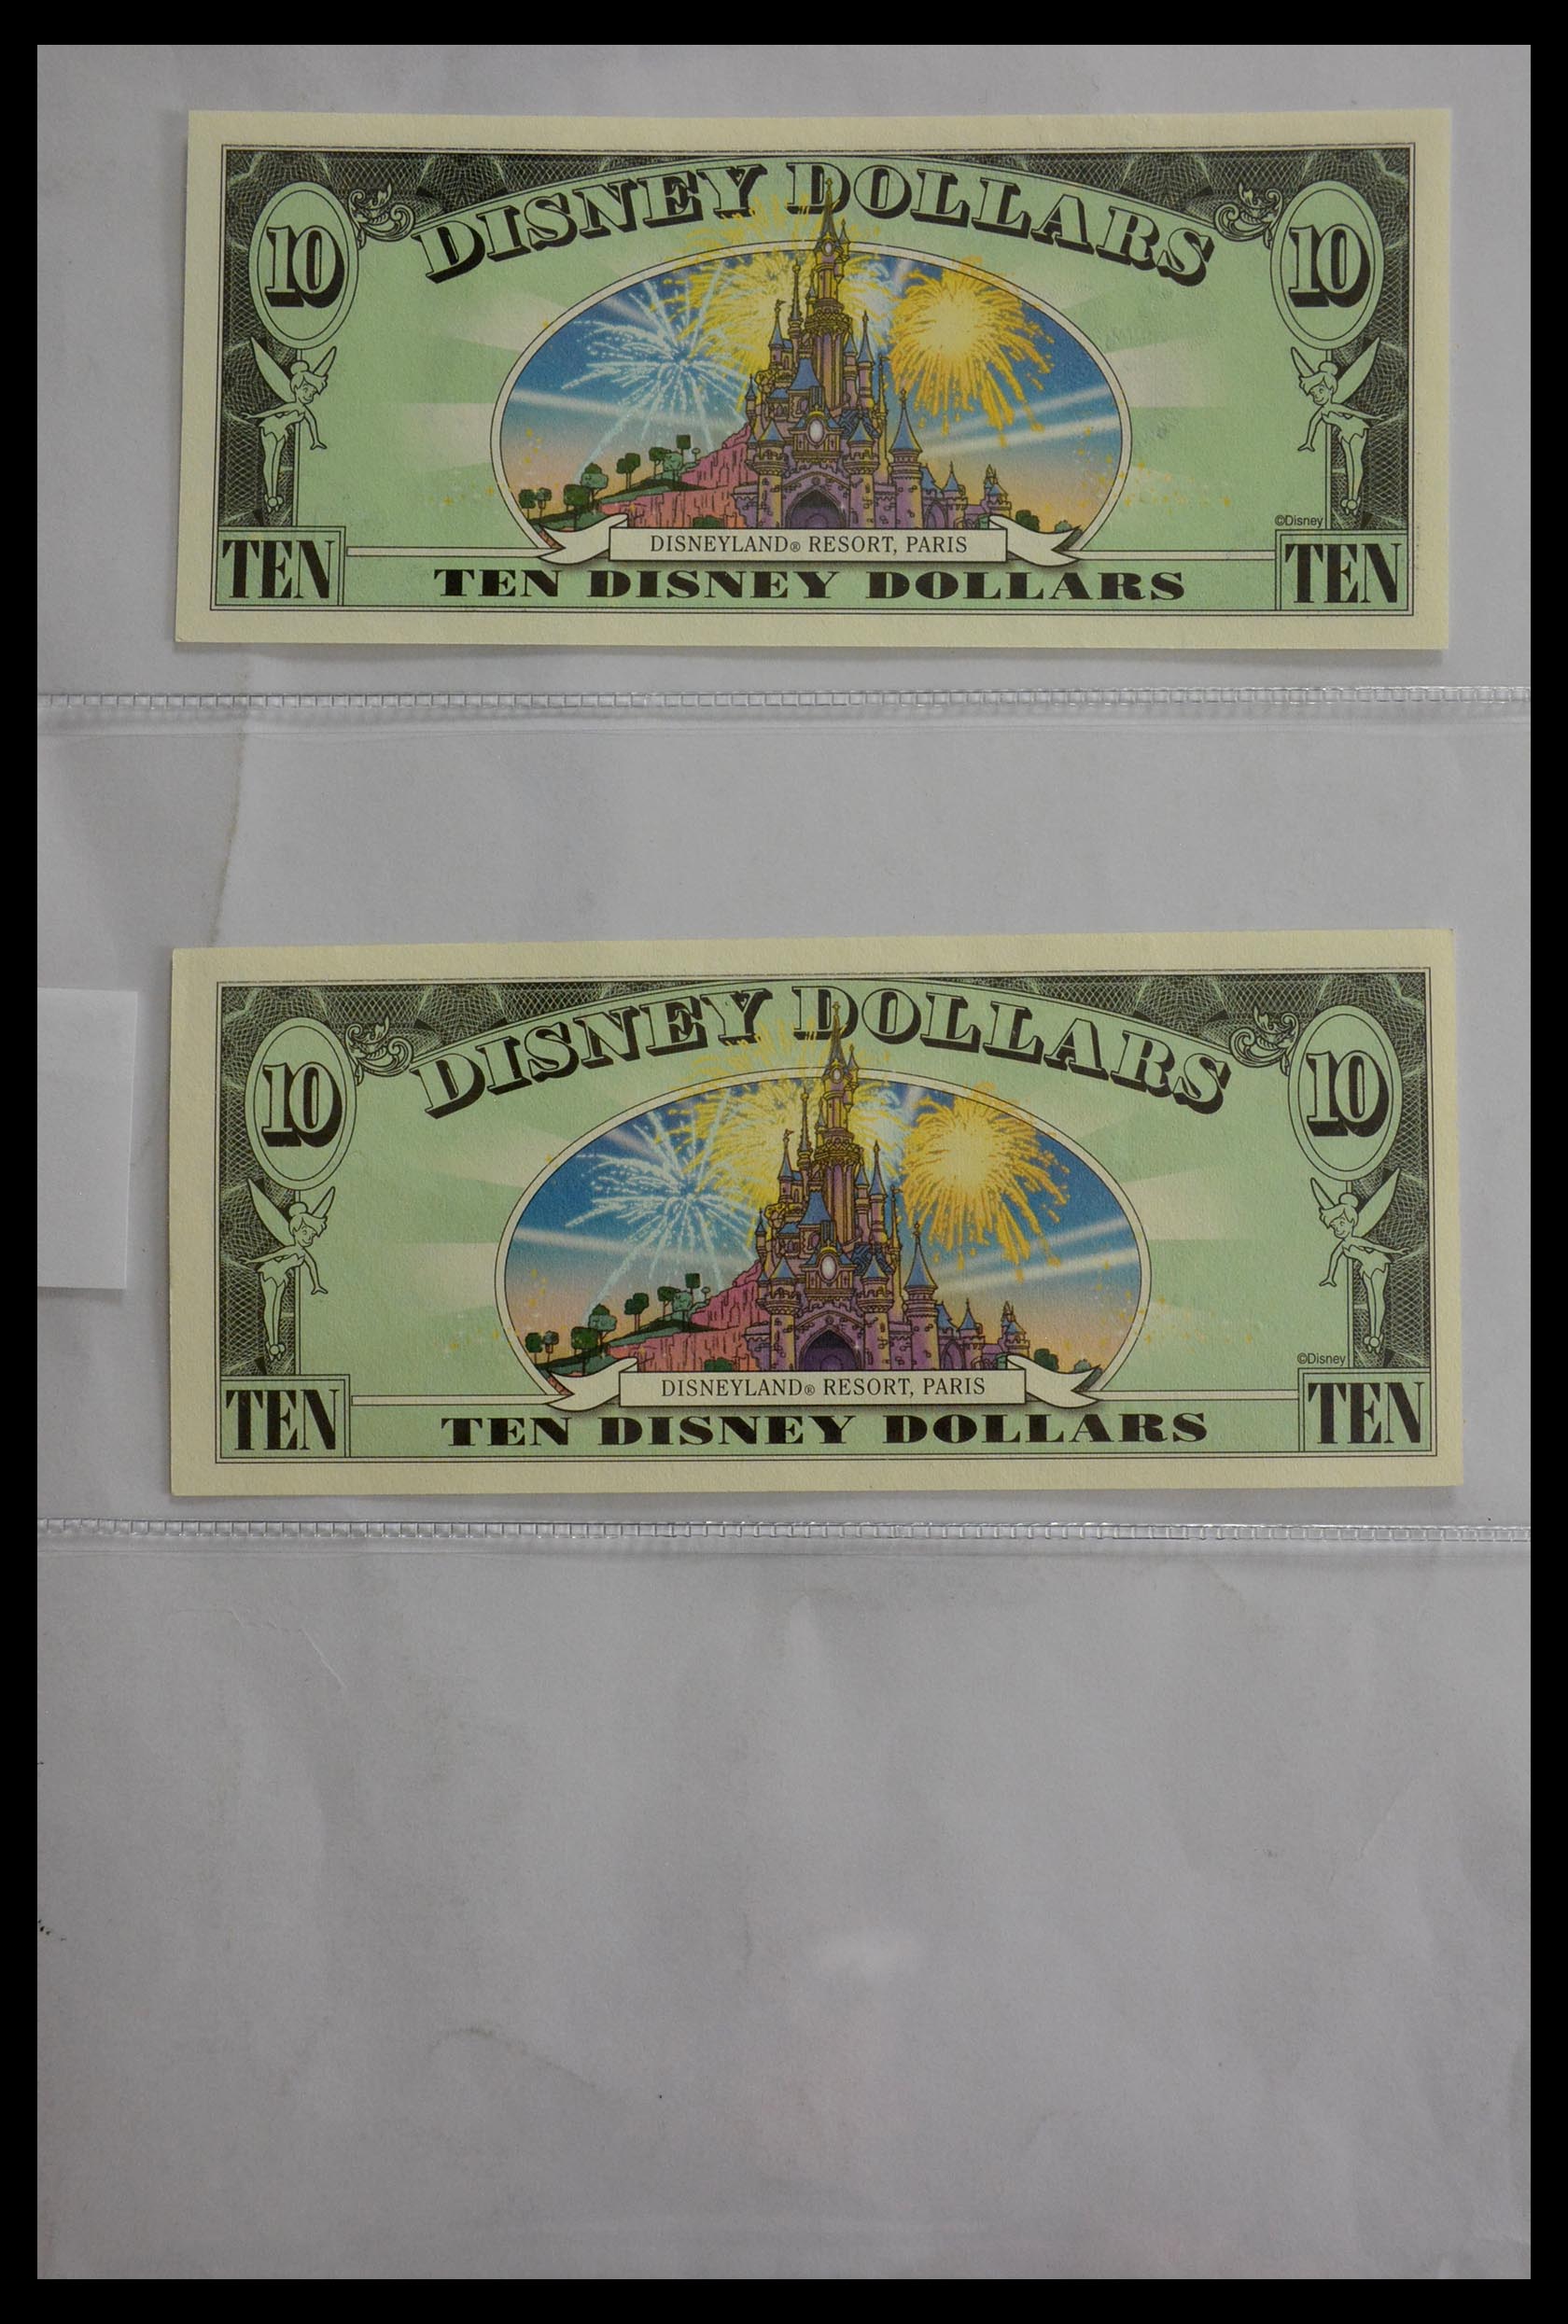 DISNEY DOLLARS
10
10
©Disney
DISNEYLAND® RESORT, PARIS
TEN
TEN DISNEY DOLLARS
TEN
DISNEY DOLLARS
10
10
©Disney
DISNEYLAND® RESORT, PARIS
TEN
TEN DISNEY DOLLARS
TEN